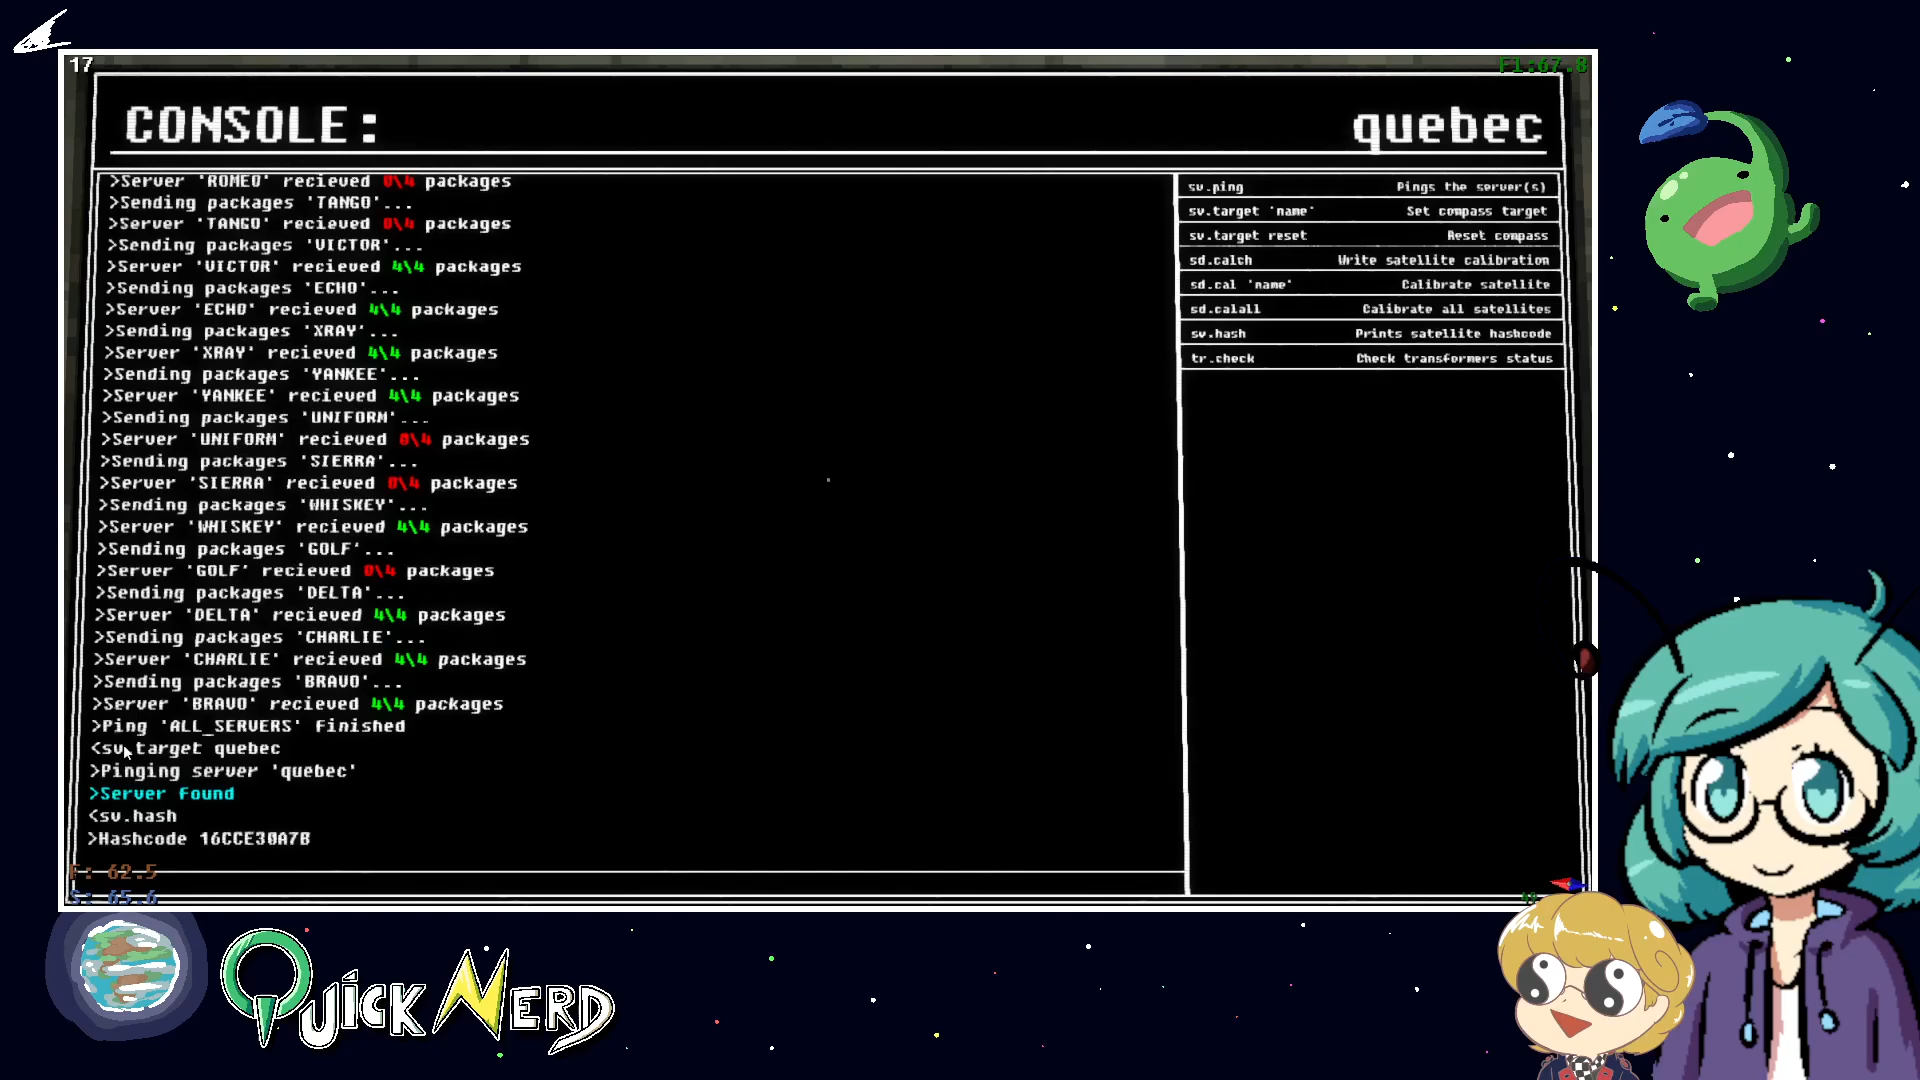 17
F1:67.8
CONSOLE:
quebec
>Server 'ROMEO' recieved 0\4 packages
>Sending packages 'TANGO'...
>Server 'TANGO' recieved 0\4 packages
>Sending packages 'VICTOR'...
>Server 'VICTOR' recieved 4\4 packages
>Sending packages 'ECHO'...
>Server 'ECHO' recieved 4\4 packages
>Sending packages 'XRAY'...
>Server 'XRAY' recieved 4\4 packages
>Sending packages 'YANKEE'...
>Server 'YANKEE' recieved 4\4 packages
>Sending packages 'UNIFORM'...
>Server 'UNIFORM' recieved 0\4 packages
>Sending packages 'SIERRA'...
>Server 'SIERRA' recieved 0\4 packages
>Sending packages 'WHISKEY'...
>Server 'WHISKEY' recieved 4\4 packages
>Sending packages 'GOLF'...
>Server 'GOLF' recieved 0\4 packages
>Sending packages 'DELTA'...
>Server 'DELTA' recieved 4\4 packages
>Sending packages 'CHARLIE'...
>Server 'CHARLIE' recieved 4\4 packages
>Sending packages 'BRAVO'...
>Server 'BRAVO' recieved 4\4 packages
>Ping 'ALL_SERVERS' finished
<sv.target quebec
>Pinging server 'quebec'
>Server found
<sv.hash
>Hashcode 16CCE30A7B
sv.ping Pings the server(s)
sv.target 'name' Set compass target
sv.target reset Reset compass
sd.calch Write satellite calibration
sd.cal 'name' Calibrate satellite
sd.calall Calibrate all satellites
sv.hash Prints satellite hashcode
tr.check Check transformers status
F: 62.5
S: 65.6
QUICK NERD